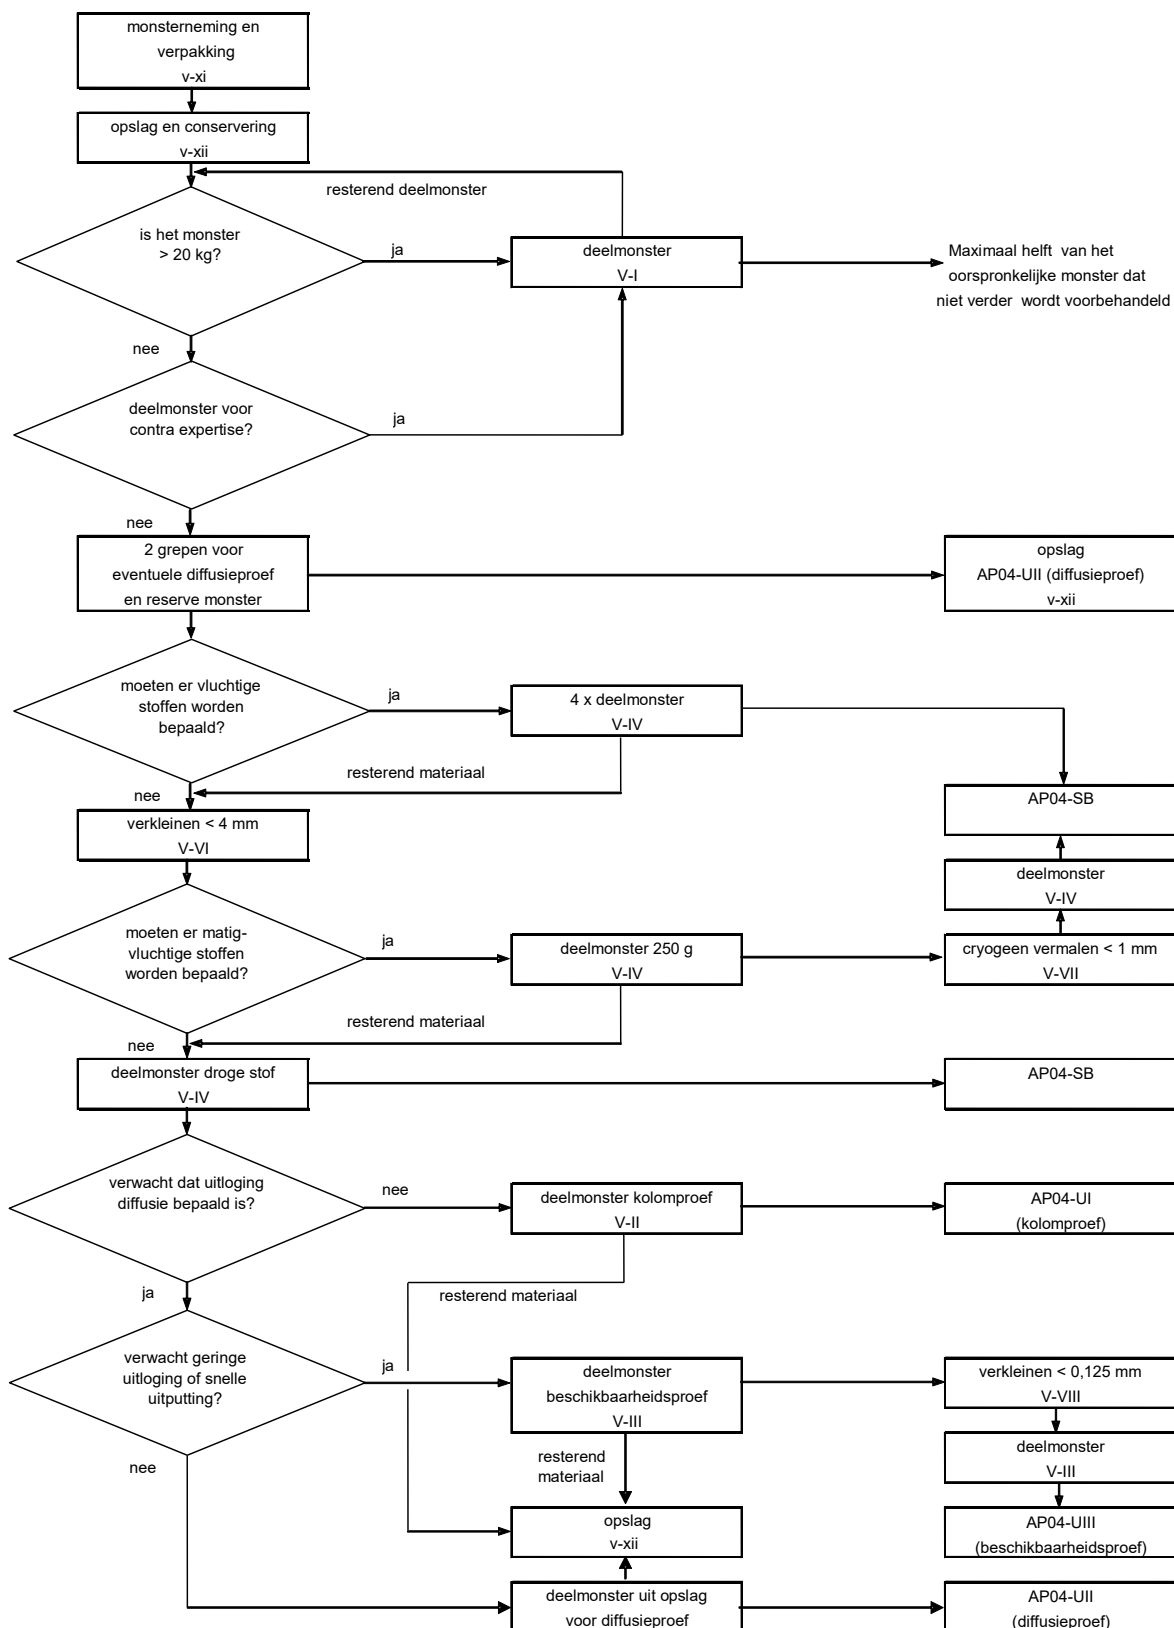 monsterneming en
verpakking
v-xi
opslag en conservering
v-xii
resterend deelmonster
is het monster
> 20 kg?
ja
deelmonster
V-I
Maximaal helft van het
oorspronkelijke monster dat
niet verder wordt voorbehandeld
nee
deelmonster voor
contra expertise?
ja
nee
2 grepen voor
eventuele diffusieproef
en reserve monster
opslag
AP04-UII (diffusieproef)
v-xii
moeten er vluchtige
stoffen worden
bepaald?
ja
4 x deelmonster
V-IV
resterend materiaal
nee
AP04-SB
verkleinen < 4 mm
V-VI
deelmonster
V-IV
moeten er matig-
vluchtige stoffen
worden bepaald?
ja
deelmonster 250 g
V-IV
cryogeen vermalen < 1 mm
V-VII
resterend materiaal
nee
deelmonster droge stof
V-IV
AP04-SB
verwacht dat uitloging
diffusie bepaald is?
nee
deelmonster kolomproef
V-II
AP04-UI
(kolomproef)
ja
resterend materiaal
verwacht geringe
uitloging of snelle
uitputting?
ja
deelmonster
beschikbaarheidsproef
V-III
verkleinen < 0,125 mm
V-VIII
nee
resterend
materiaal
deelmonster
V-III
opslag
v-xii
AP04-UIII
(beschikbaarheidsproef)
deelmonster uit opslag
voor diffusieproef
AP04-UII
(diffusieproef)